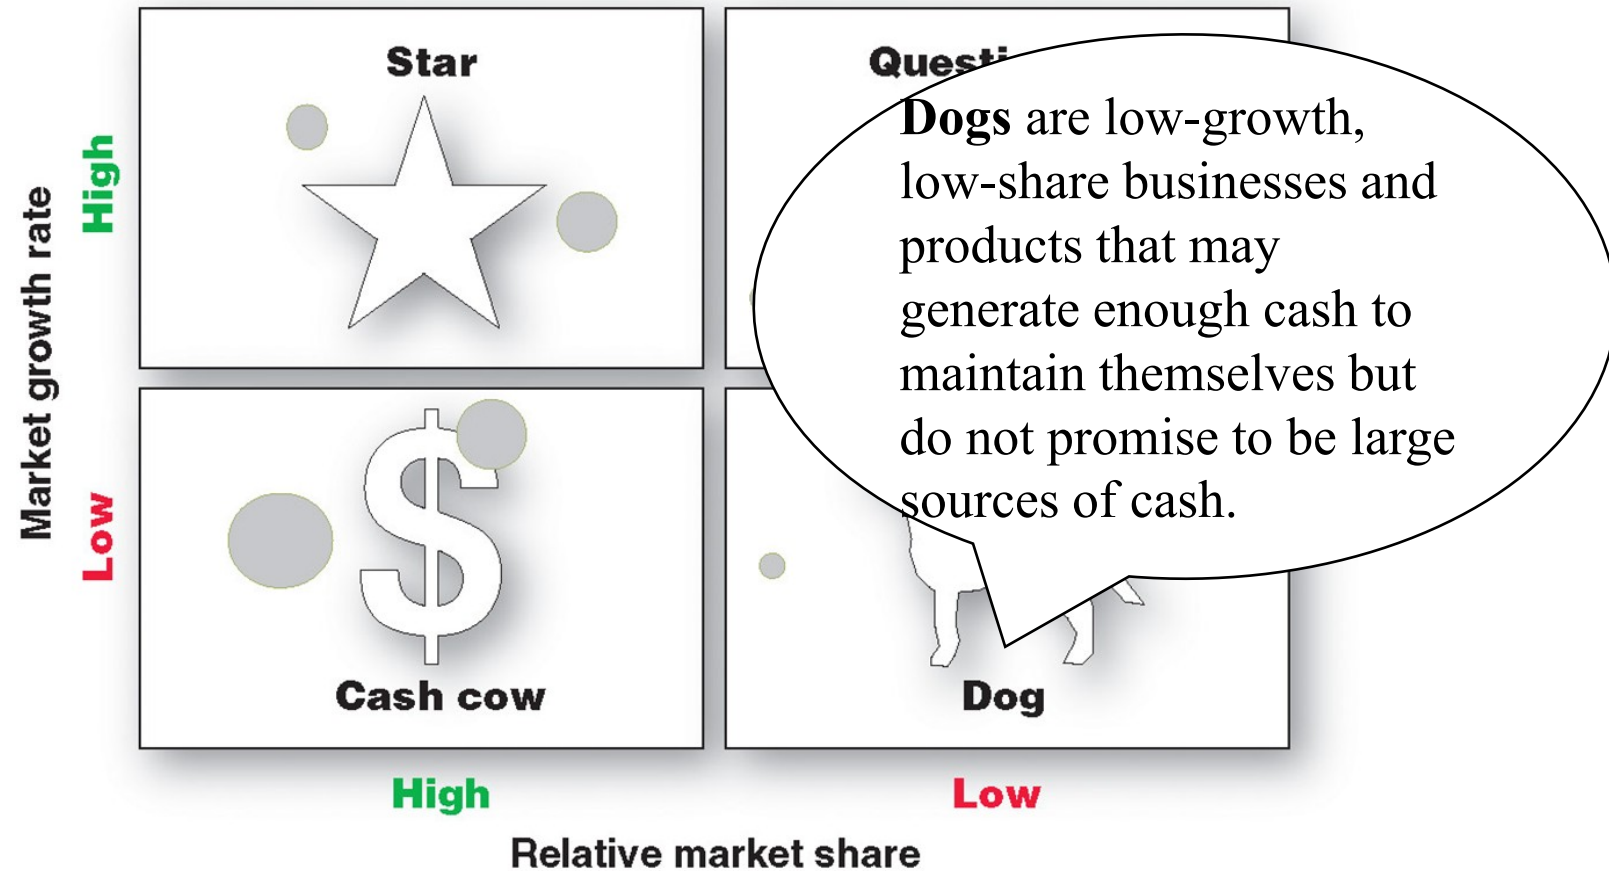 Star
Questi
Dogs are low-growth,
low-share businesses and
products that may
generate enough cash to
maintain themselves but
do not promise to be large
sources of cash.
Market growth rate
High
Low
Cash cow
Dog
High
Low
Relative market share